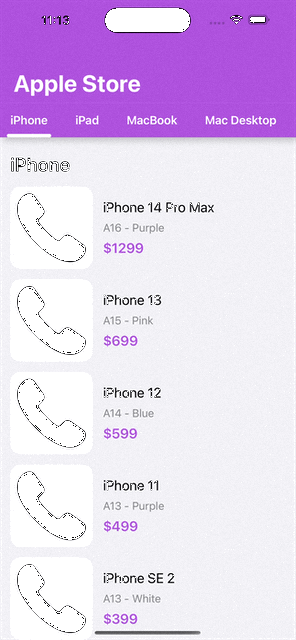 11:13
Apple Store
iPhone iPad MacBook Mac Desktop
iPhone
iPhone 14 Pro Max
A16 - Purple
$1299
iPhone 13
A15 - Pink
$699
iPhone 12
A14 - Blue
$599
iPhone 11
A13 - Purple
$499
iPhone SE 2
A13 - White
$399